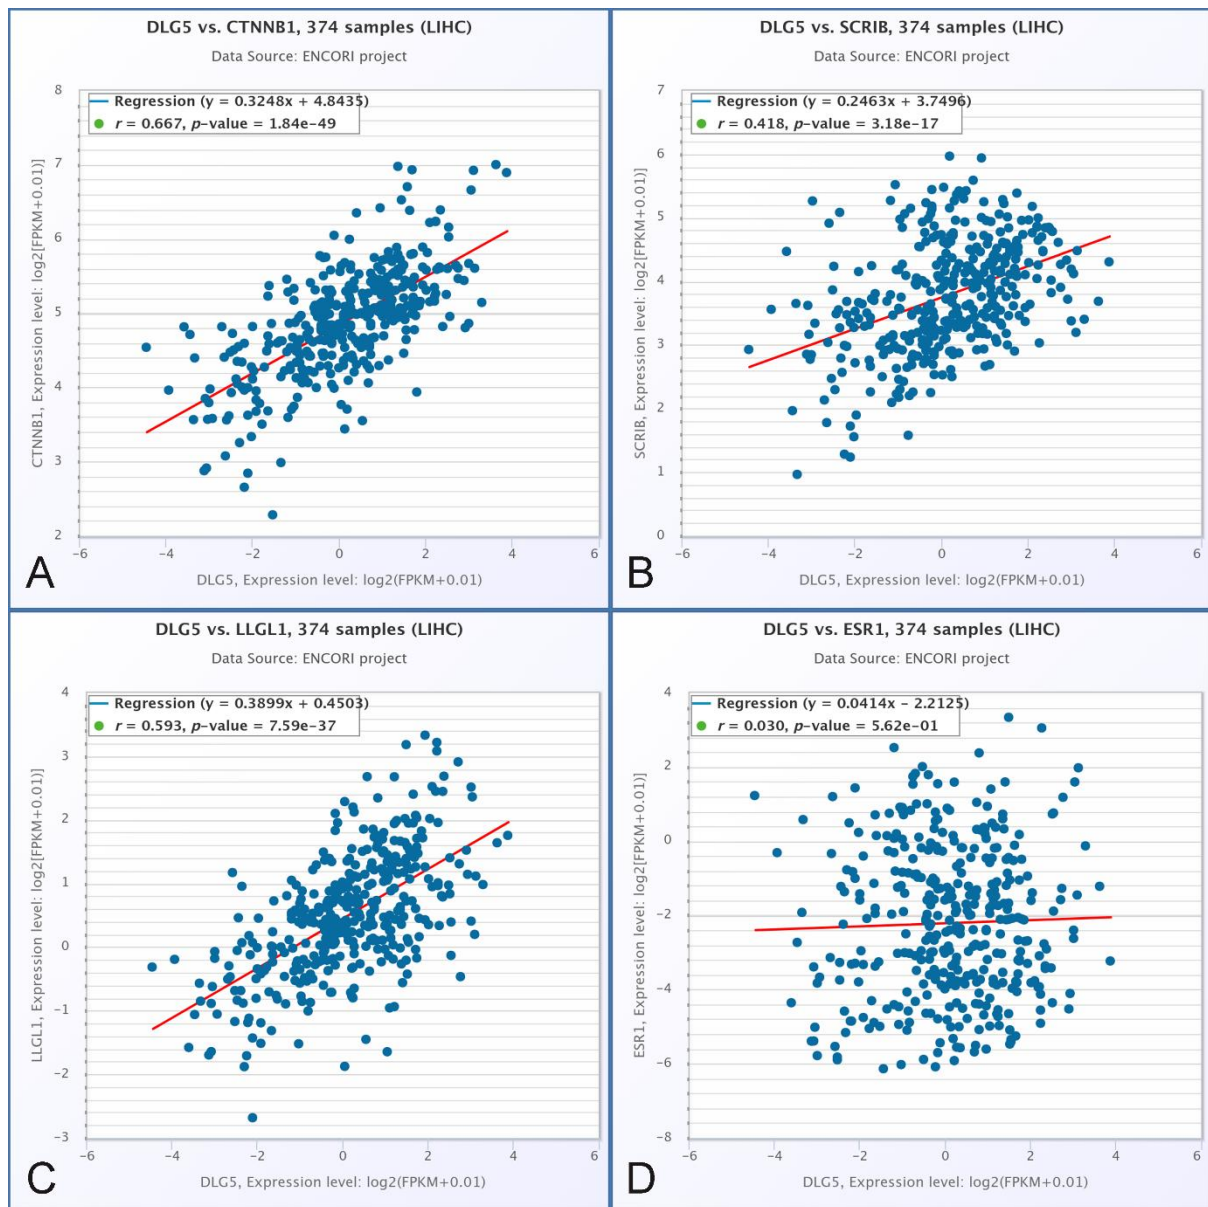 DLG5 vs. CTNNB1, 374 samples (LIHC)
Data Source: ENCORI project
Regression (y = 0.3248x + 4.8435)
r = 0.667, p-value = 1.84e-49
CTNNB1, Expression level: log2[FPKM+0.01)]
8
7
6
5
4
3
2
−6
−4
−2
0
2
4
6
DLG5, Expression level: log2(FPKM+0.01)
A
DLG5 vs. SCRIB, 374 samples (LIHC)
Data Source: ENCORI project
Regression (y = 0.2463x + 3.7496)
r = 0.418, p-value = 3.18e-17
SCRIB, Expression level: log2[FPKM+0.01)]
7
6
5
4
3
2
1
0
−6
−4
−2
0
2
4
6
DLG5, Expression level: log2(FPKM+0.01)
B
DLG5 vs. LLGL1, 374 samples (LIHC)
Data Source: ENCORI project
Regression (y = 0.3899x + 0.4503)
r = 0.593, p-value = 7.59e-37
LLGL1, Expression level: log2[FPKM+0.01)]
4
3
2
1
0
−1
−2
−3
−6
−4
−2
0
2
4
6
DLG5, Expression level: log2(FPKM+0.01)
C
DLG5 vs. ESR1, 374 samples (LIHC)
Data Source: ENCORI project
Regression (y = 0.0414x − 2.2125)
r = 0.030, p-value = 5.62e-01
ESR1, Expression level: log2[FPKM+0.01)]
4
2
0
−2
−4
−6
−8
−6
−4
−2
0
2
4
6
DLG5, Expression level: log2(FPKM+0.01)
D